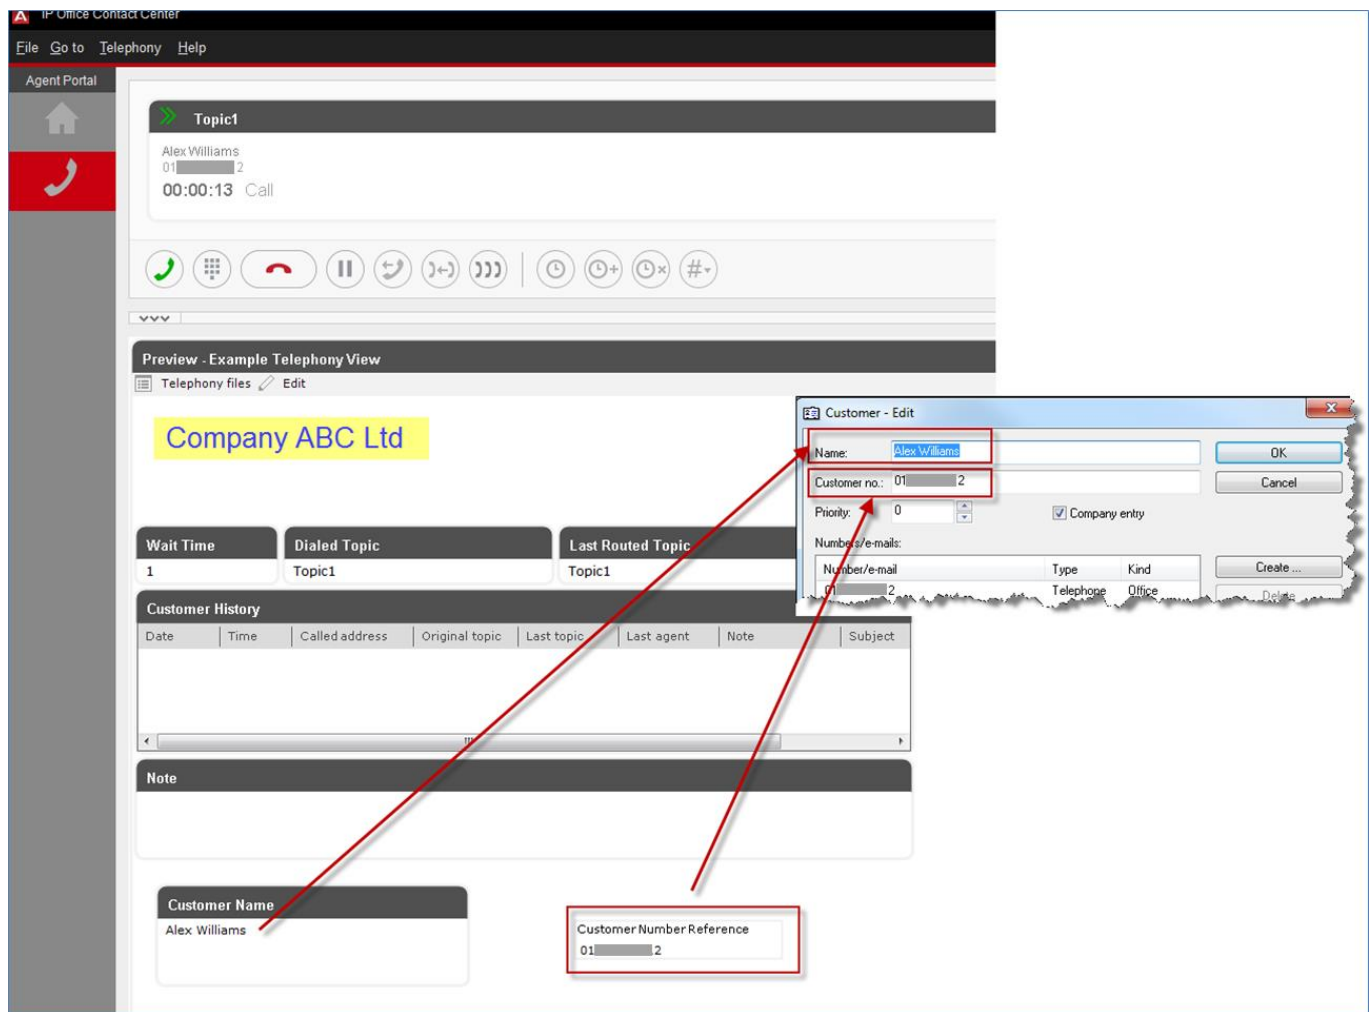 IP Office Contact Center
File Go to Telephony Help
Agent Portal
Topic1
Alex Williams
01 2
00:00:13 Call
Preview - Example Telephony View
Telephony files Edit
Company ABC Ltd
Wait Time Dialed Topic Last Routed Topic
1 Topic1 Topic1
Customer History
Date Time Called address Original topic Last topic Last agent Note Subject
Note
Customer Name
Alex Williams
Customer Number Reference
01 2
Customer - Edit
Name: Alex Williams OK
Customer no.: 01 2 Cancel
Priority: 0 Company entry
Numbers/e-mails:
Number/e-mail Type Kind Create ...
01 2 Telephone Office Delete